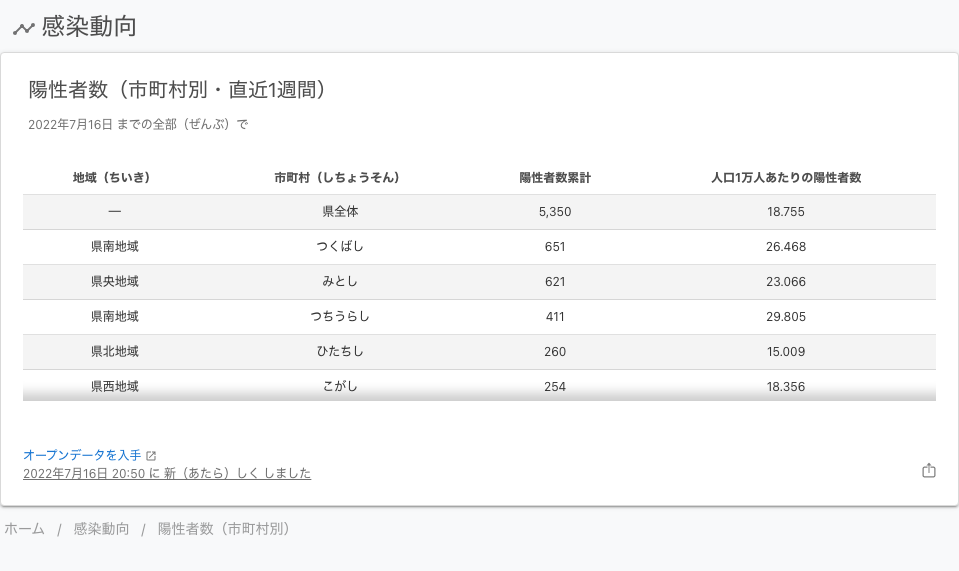 感染動向
陽性者数（市町村別・直近1週間）
2022年7月16日 までの全部（ぜんぶ）で
地域（ちいき） 市町村（しちょうそん） 陽性者数累計 人口1万人あたりの陽性者数
— 県全体 5,350 18.755
県南地域 つくばし 651 26.468
県央地域 みとし 621 23.066
県南地域 つちうらし 411 29.805
県北地域 ひたちし 260 15.009
県西地域 こがし 254 18.356
オープンデータを入手
2022年7月16日 20:50 に 新（あたら）しく しました
ホーム / 感染動向 / 陽性者数（市町村別）